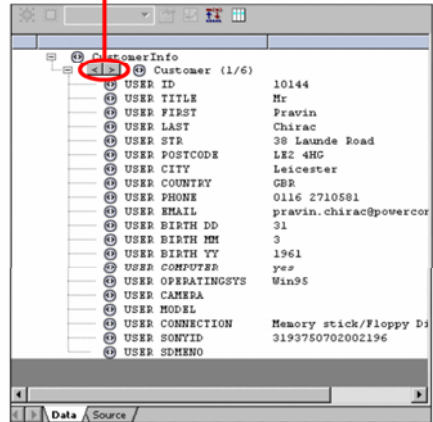 CustomerInfo
< > Customer (1/6)
USER ID 10144
USER TITLE Mr
USER FIRST Pravin
USER LAST Chirac
USER STR 38 Launde Road
USER POSTCODE LE2 4HG
USER CITY Leicester
USER COUNTRY GBR
USER PHONE 0116 2710581
USER EMAIL pravin.chirac@powercor
USER BIRTH DD 31
USER BIRTH MM 3
USER BIRTH YY 1961
USER COMPUTER yes
USER OPERATINGSYS Win95
USER CAMERA
USER MODEL
USER CONNECTION Memory stick/Floppy Di
USER SONYID 3193750702002196
USER SDMENO
Data Source